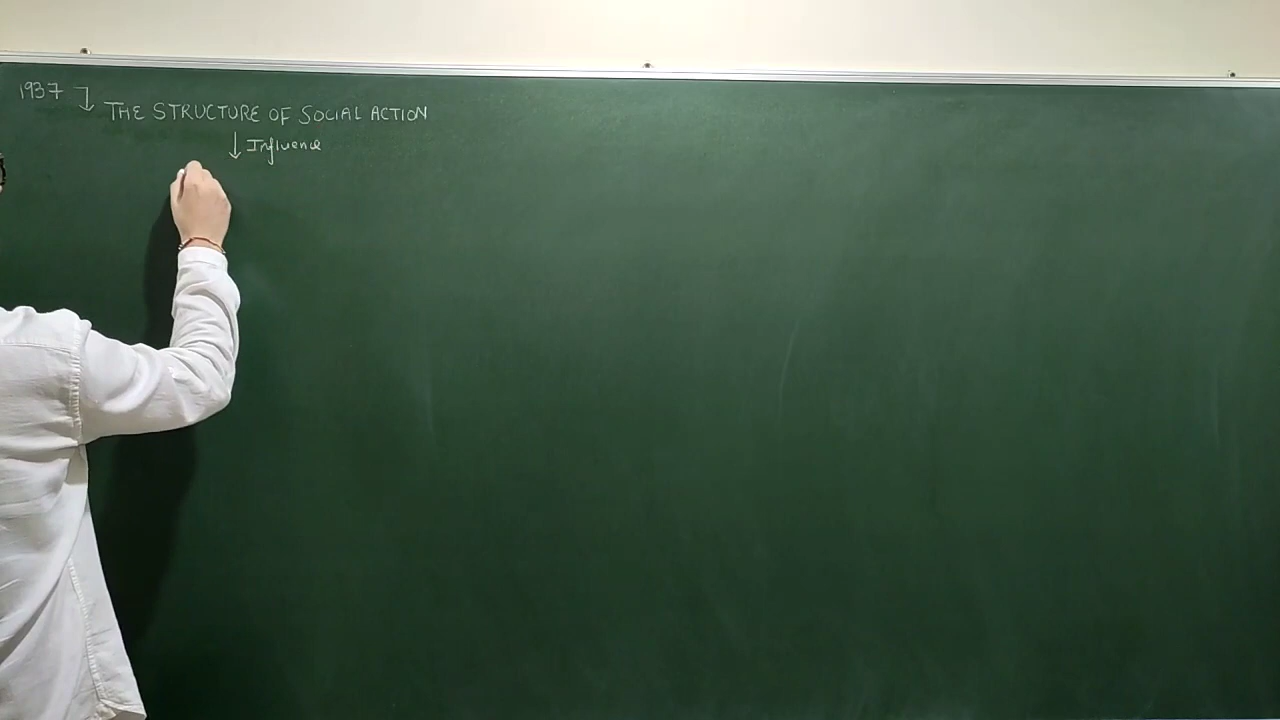 1937
THE STRUCTURE OF SOCIAL ACTION
↓ Influence